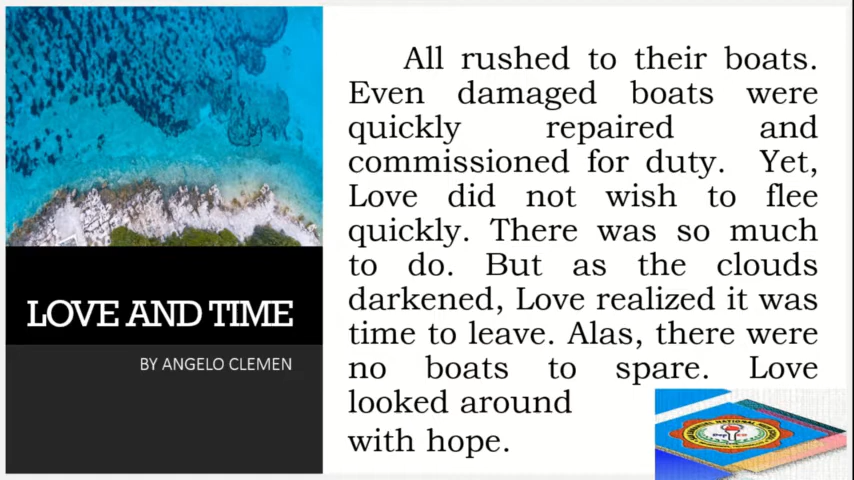 LOVE AND TIME
BY ANGELO CLEMEN
All rushed to their boats.
Even damaged boats were
quickly repaired and
commissioned for duty. Yet,
Love did not wish to flee
quickly. There was so much
to do. But as the clouds
darkened, Love realized it was
time to leave. Alas, there were
no boats to spare. Love
looked around
with hope.